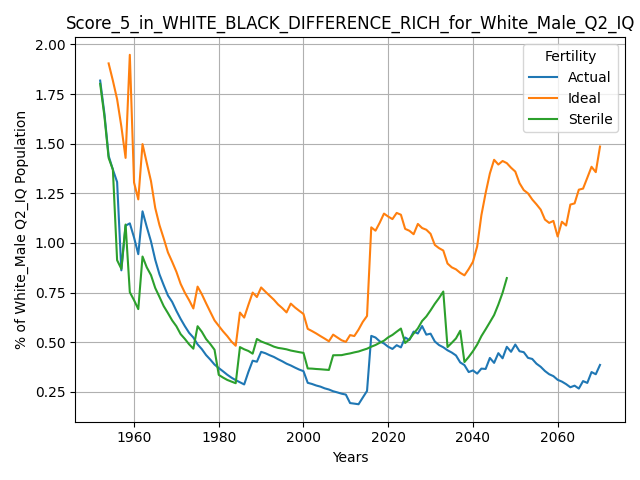 Score_5_in_WHITE_BLACK_DIFFERENCE_RICH_for_White_Male_Q2_IQ
% of White_Male Q2_IQ Population
2.00
1.75
1.50
1.25
1.00
0.75
0.50
0.25
Fertility
Actual
Ideal
Sterile
1960 1980 2000 2020 2040 2060
Years